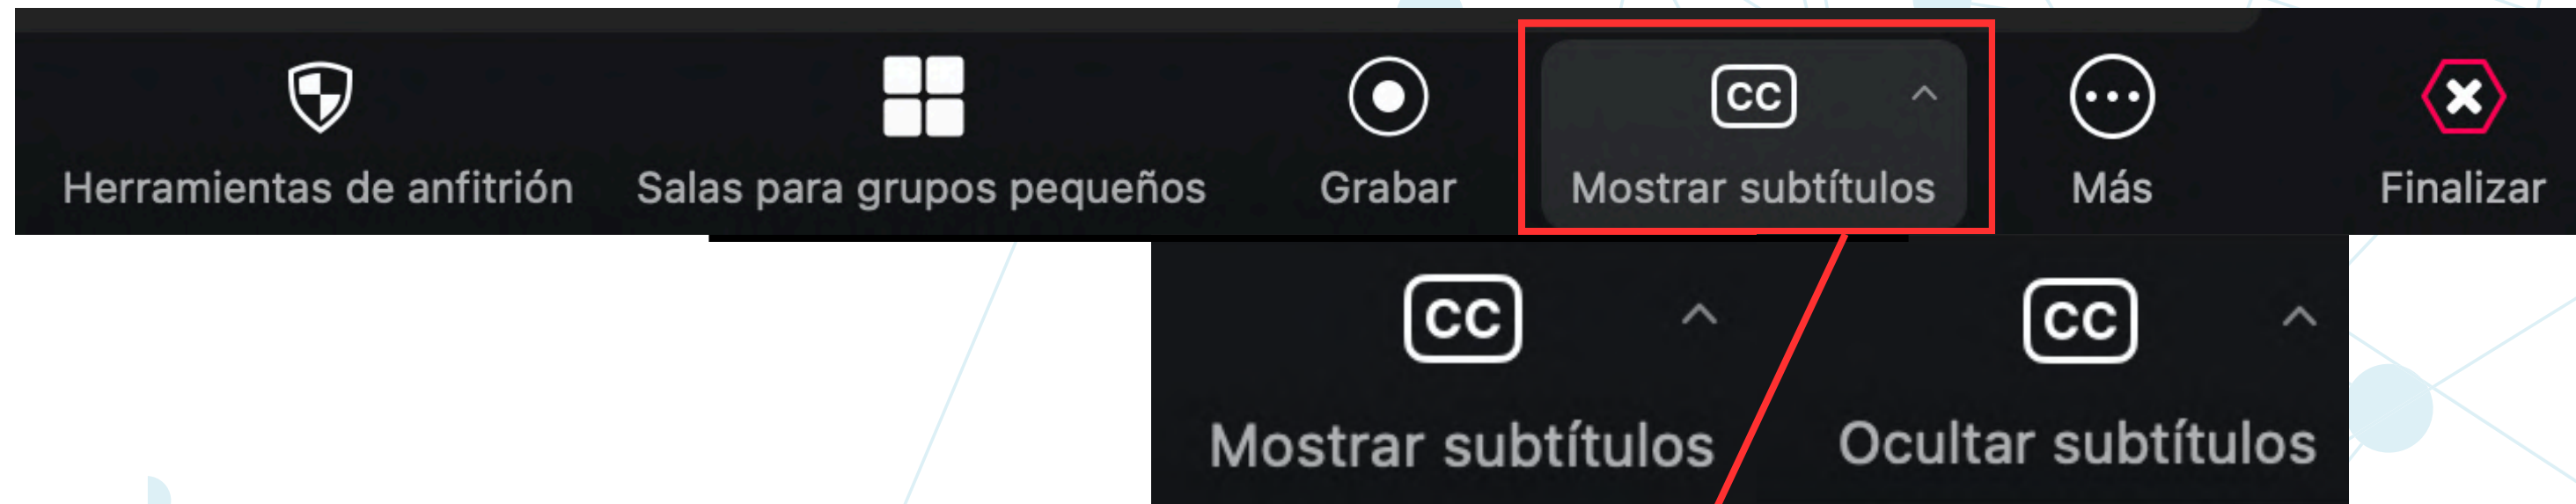 CC
Herramientas de anfitrión Salas para grupos pequeños Grabar Mostrar subtítulos Más Finalizar
CC CC
Mostrar subtítulos Ocultar subtítulos